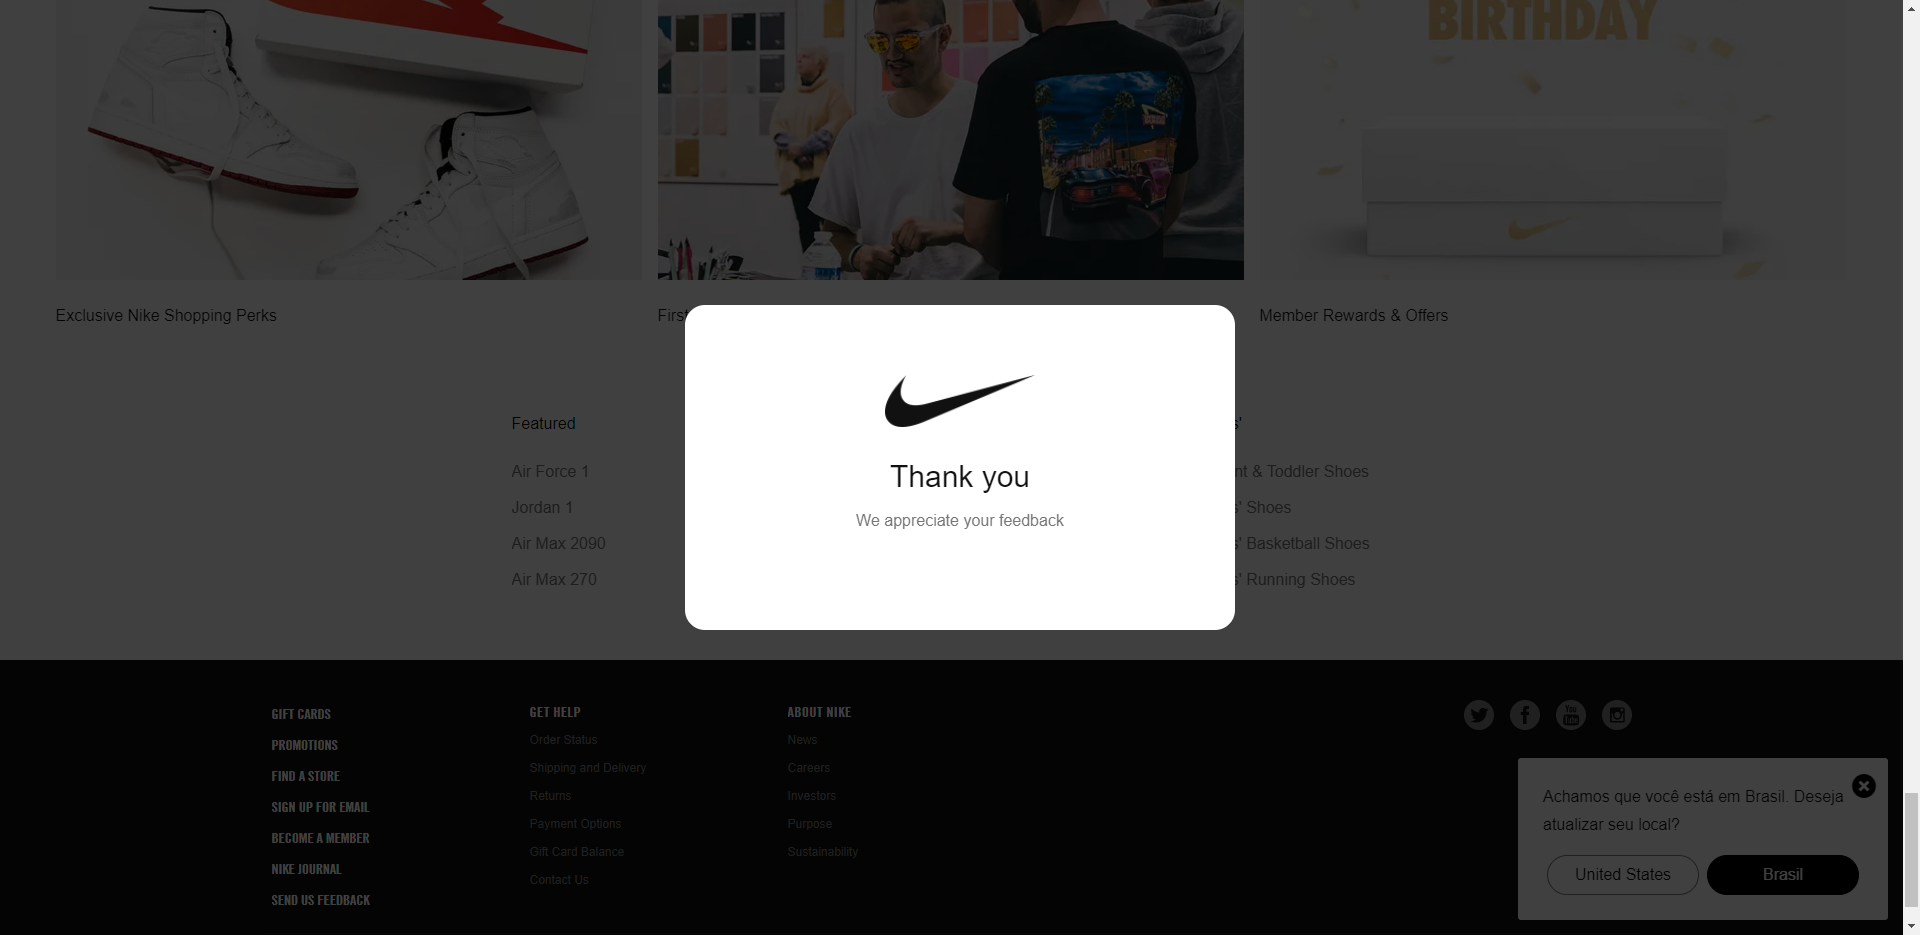 BIRTHDAY
Exclusive Nike Shopping Perks
First
Member Rewards & Offers
Thank you
We appreciate your feedback
Featured
Air Force 1
Jordan 1
Air Max 2090
Air Max 270
& Toddler Shoes
Shoes
Basketball Shoes
Running Shoes
GIFT CARDS
PROMOTIONS
FIND A STORE
SIGN UP FOR EMAIL
BECOME A MEMBER
NIKE JOURNAL
SEND US FEEDBACK
GET HELP
Order Status
Shipping and Delivery
Returns
Payment Options
Gift Card Balance
Contact Us
ABOUT NIKE
News
Careers
Investors
Purpose
Sustainability
You
Tube
Achamos que você está em Brasil. Deseja
atualizar seu local?
United States
Brasil